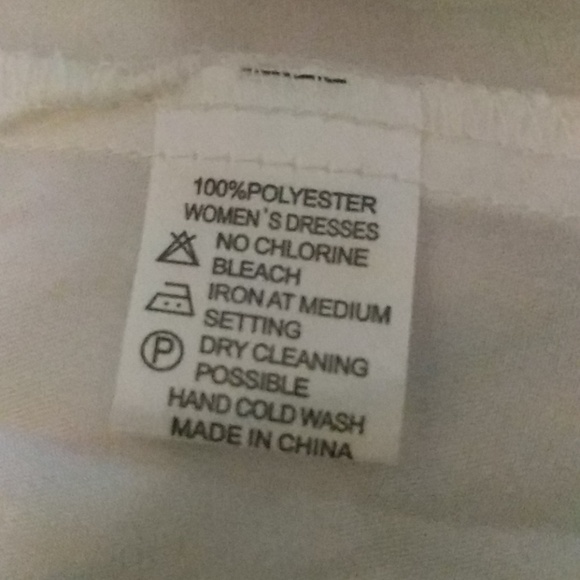 100%POLYESTER
WOMEN'S DRESSES
NO CHLORINE
BLEACH
IRON AT MEDIUM
SETTING
P DRY CLEANING
POSSIBLE
HAND COLD WASH
MADE IN CHINA